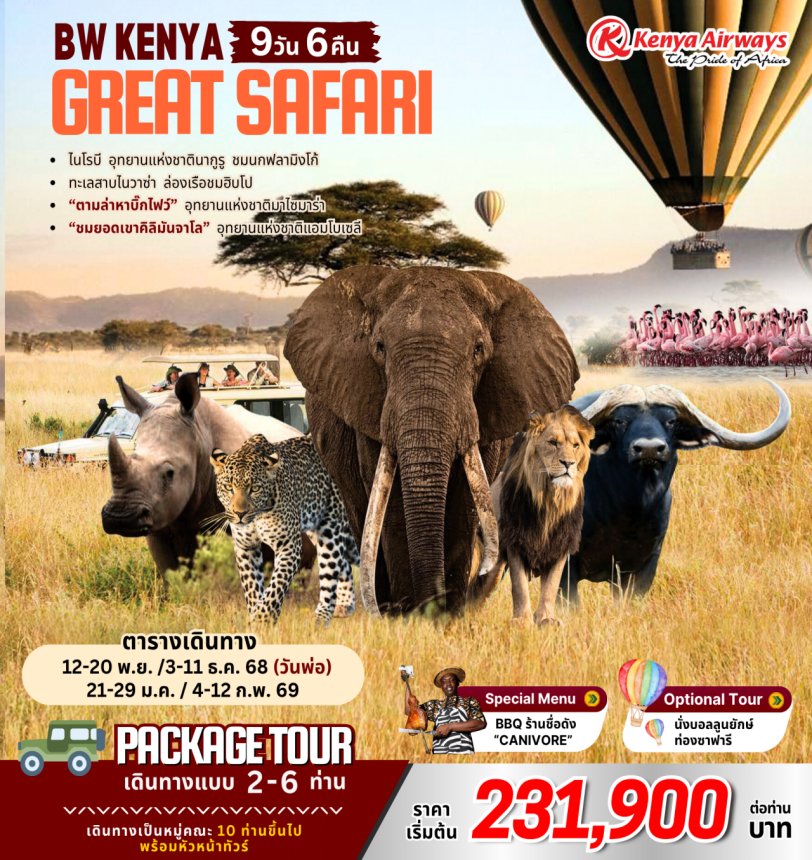 BW KENYA 9วัน 6คืน
GREAT SAFARI
Kenya Airways
The Pride of Africa
• ไนโรบี อุทยานแห่งชาตินากูรู ชมนกฟลามิงโก้
• ทะเลสาบไนวาซ่า ล่องเรือชมฮิบโป
• “ตามล่าหาบิ๊กไฟว์” อุทยานแห่งชาติมาไซมาร่า
• “ชมยอดเขาคิลิมันจาโล” อุทยานแห่งชาติแอมโบเซลี
ตารางเดินทาง
12-20 พ.ย. /3-11 ธ.ค. 68 (วันพ่อ)
21-29 ม.ค. / 4-12 ก.พ. 69
Special Menu
BBQ ร้านชื่อดัง
“CANIVORE”
Optional Tour
นั่งบอลลูนยักษ์
ท่องซาฟารี
PACKAGE TOUR
เดินทางแบบ 2-6 ท่าน
เดินทางเป็นหมู่คณะ 10 ท่านขึ้นไป
พร้อมหัวหน้าทัวร์
ราคา
เริ่มต้น
231,900
ต่อท่าน
บาท